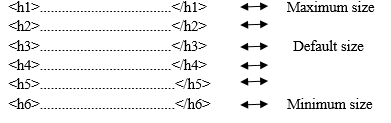 <h1>................................</h1> ↔ Maximum size
<h2>................................</h2> ↔
<h3>................................</h3> ↔ Default size
<h4>................................</h4> ↔
<h5>.................................</h5> ↔
<h6>.................................</h6> ↔ Minimum size